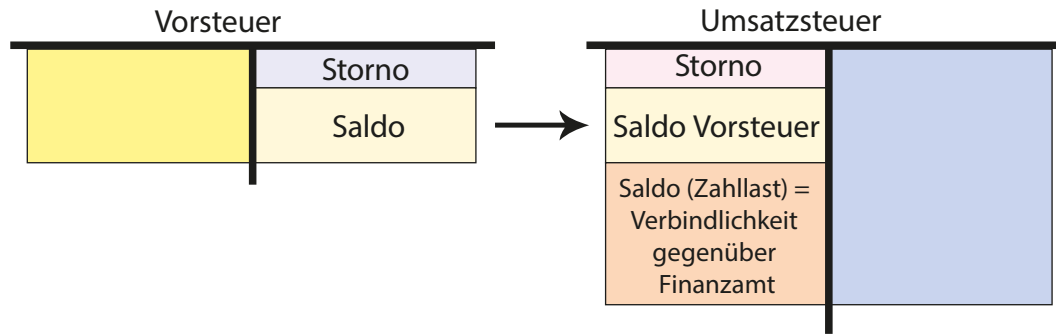 Vorsteuer
Storno
Saldo
Umsatzsteuer
Storno
Saldo Vorsteuer
Saldo (Zahllast) =
Verbindlichkeit
gegenüber
Finanzamt